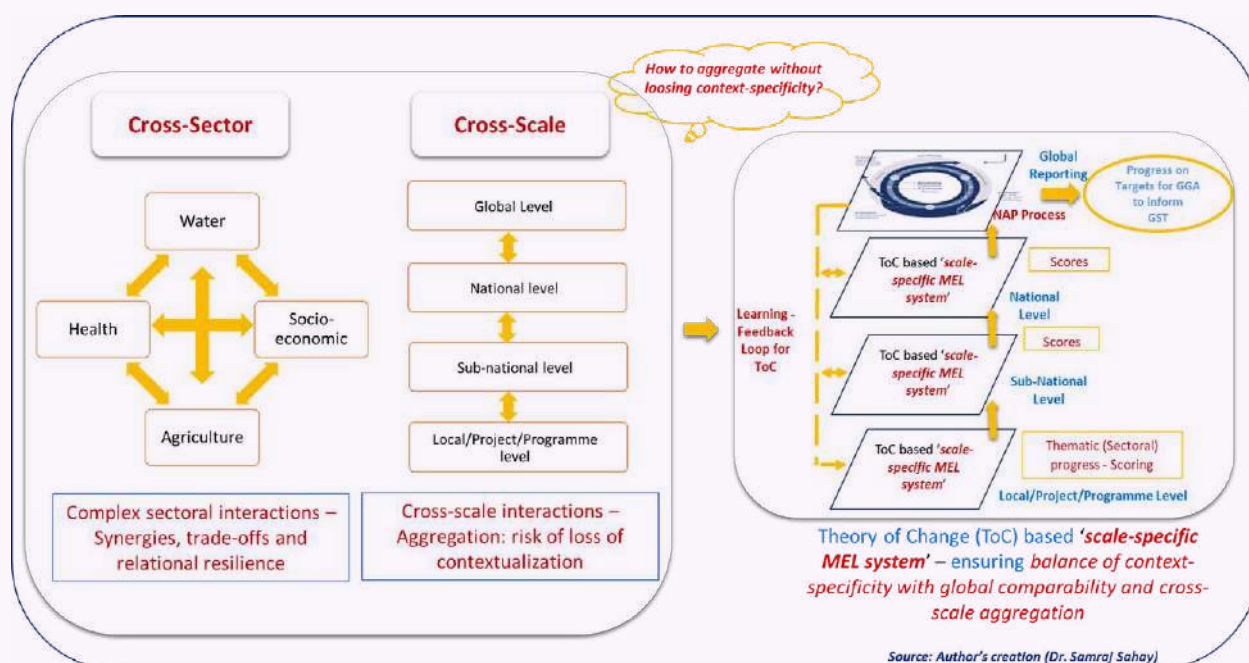 How to aggregate without
loosing context-specificity?
Cross-Sector
Water
Health
Socio-
economic
Agriculture
Complex sectoral interactions –
Synergies, trade-offs and
relational resilience
Cross-Scale
Global Level
National level
Sub-national level
Local/Project/Programme
level
Cross-scale interactions –
Aggregation: risk of loss of
contextualization
Learning -
Feedback
Loop for
ToC
Global
Reporting
NAP Process
Progress on
Targets for GGA
to inform
GST
ToC based ‘scale-
specific MEL
system’
Scores
National
Level
ToC based ‘scale-
specific MEL
system’
Scores
Sub-National
Level
ToC based ‘scale-
specific MEL
system’
Thematic (Sectoral)
progress - Scoring
Local/Project/Programme Level
Theory of Change (ToC) based ‘scale-specific
MEL system’ – ensuring balance of context-
specificity with global comparability and cross-
scale aggregation
Source: Author's creation (Dr. Samraj Sahay)